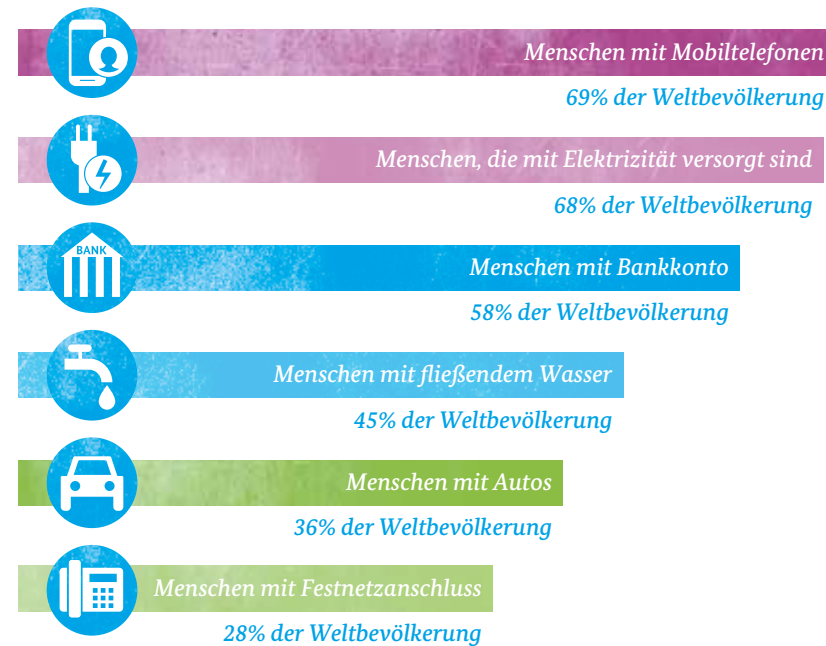 Menschen mit Mobiltelefonen
69% der Weltbevölkerung
Menschen, die mit Elektrizität versorgt sind
68% der Weltbevölkerung
BANK
Menschen mit Bankkonto
58% der Weltbevölkerung
Menschen mit fließendem Wasser
45% der Weltbevölkerung
Menschen mit Autos
36% der Weltbevölkerung
Menschen mit Festnetzanschluss
28% der Weltbevölkerung